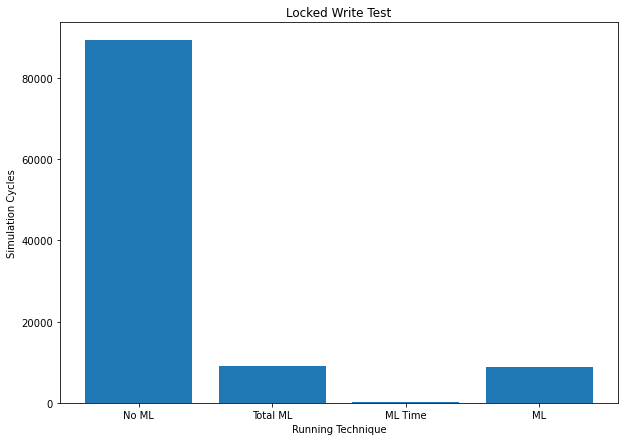 Locked Write Test
Simulation Cycles
80000
60000
40000
20000
0
No ML Total ML ML Time ML
Running Technique